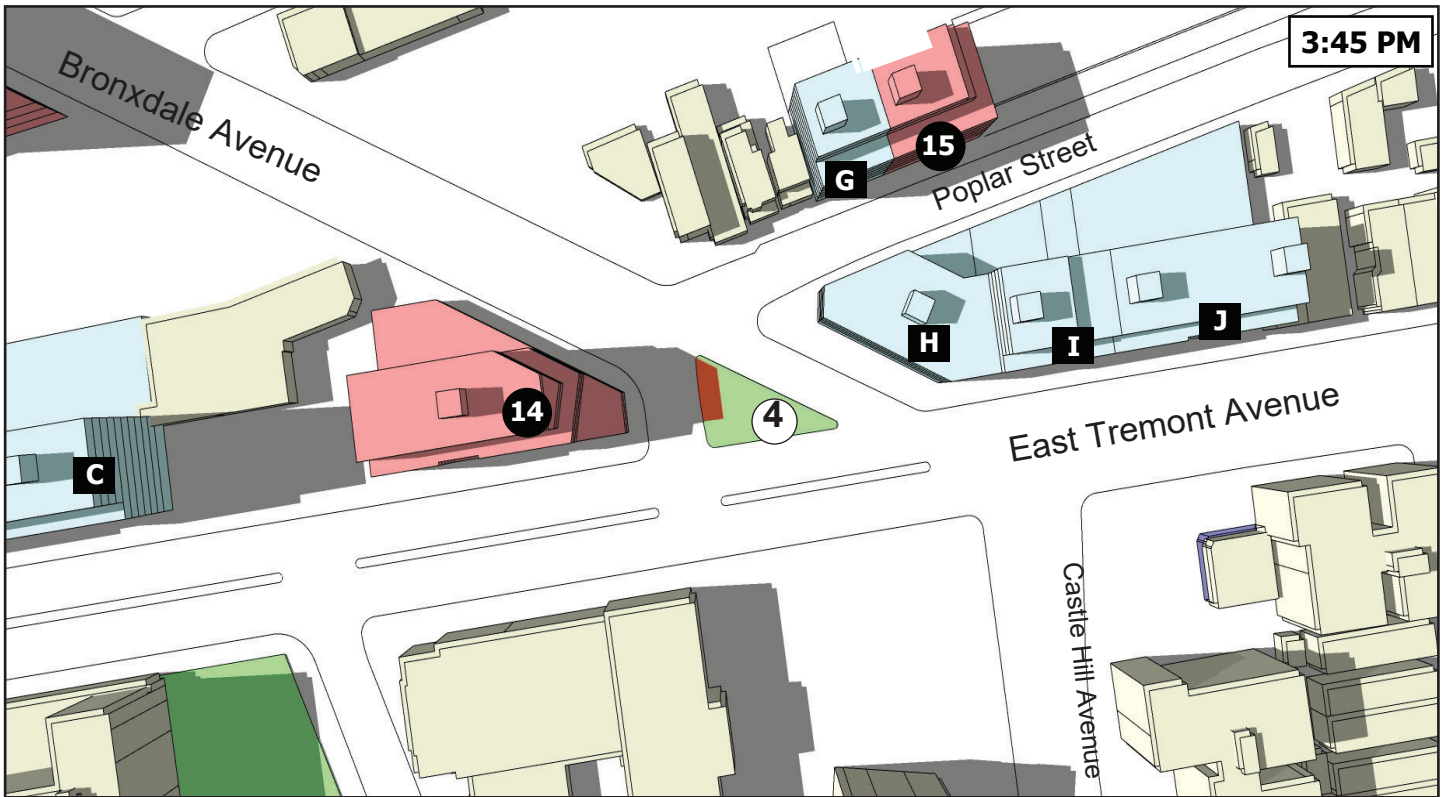 3:45 PM
Bronxdale Avenue
15
G
Poplar Street
H
I
J
14
4
East Tremont Avenue
C
Castle Hill Avenue